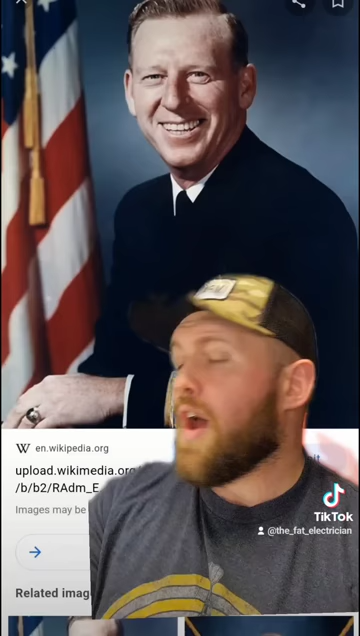 W en.wikipedia.org
upload.wikimedia.org
/b/b2/RAdm_E
Images may be
TikTok
@the_fat_electrician
Related imag